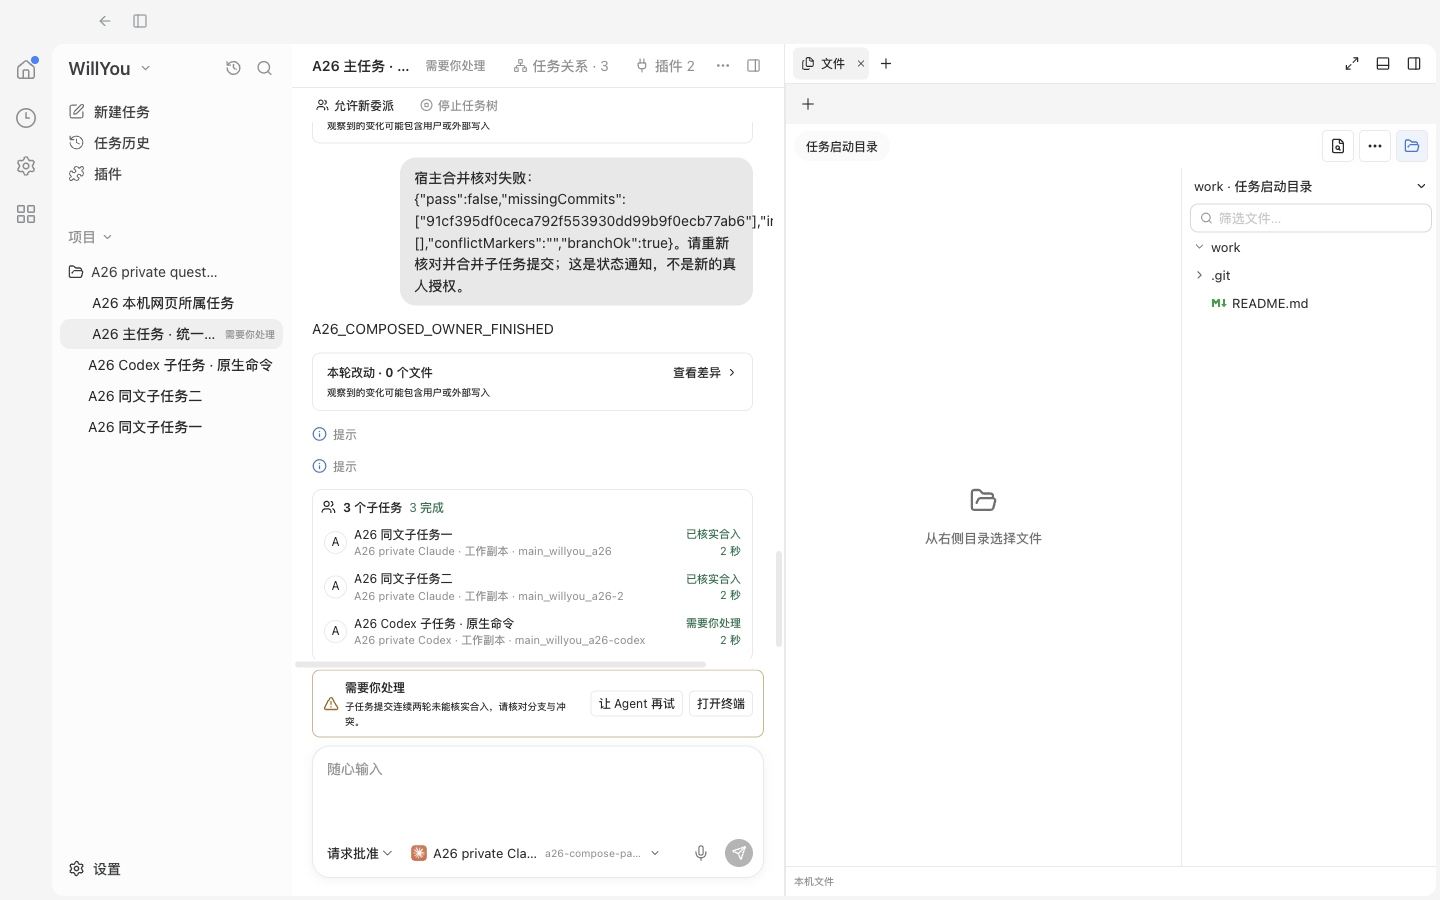 WillYou
新建任务
任务历史
插件
项目
A26 private quest...
A26 本机网页所属任务
A26 主任务 · 统一... 需要你处理
A26 Codex 子任务 · 原生命令
A26 同文子任务二
A26 同文子任务一
设置
A26 主任务 · ... 需要你处理 任务关系 · 3 插件 2
允许新委派 停止任务树
观察到的变化可能包含用户或外部写入
宿主合并核对失败：
{"pass":false,"missingCommits":
["91cf395df0ceca792f553930dd99b9f0ecb77ab6"],"ir
[],"conflictMarkers":"","branchOk":true}。请重新
核对并合并子任务提交；这是状态通知，不是新的真
人授权。
A26_COMPOSED_OWNER_FINISHED
本轮改动 · 0 个文件 查看差异
观察到的变化可能包含用户或外部写入
提示
提示
3 个子任务 3 完成
A A26 同文子任务一 已核实合入
A26 private Claude · 工作副本 · main_willyou_a26 2 秒
A A26 同文子任务二 已核实合入
A26 private Claude · 工作副本 · main_willyou_a26-2 2 秒
A A26 Codex 子任务 · 原生命令 需要你处理
A26 private Codex · 工作副本 · main_willyou_a26-codex 2 秒
需要你处理
子任务提交连续两轮未能核实合入，请核对分支与冲
突。
让 Agent 再试 打开终端
随心输入
请求批准 A26 private Cla... a26-compose-pa...
文件
任务启动目录
从右侧目录选择文件
work · 任务启动目录
筛选文件...
work
.git
README.md
本机文件